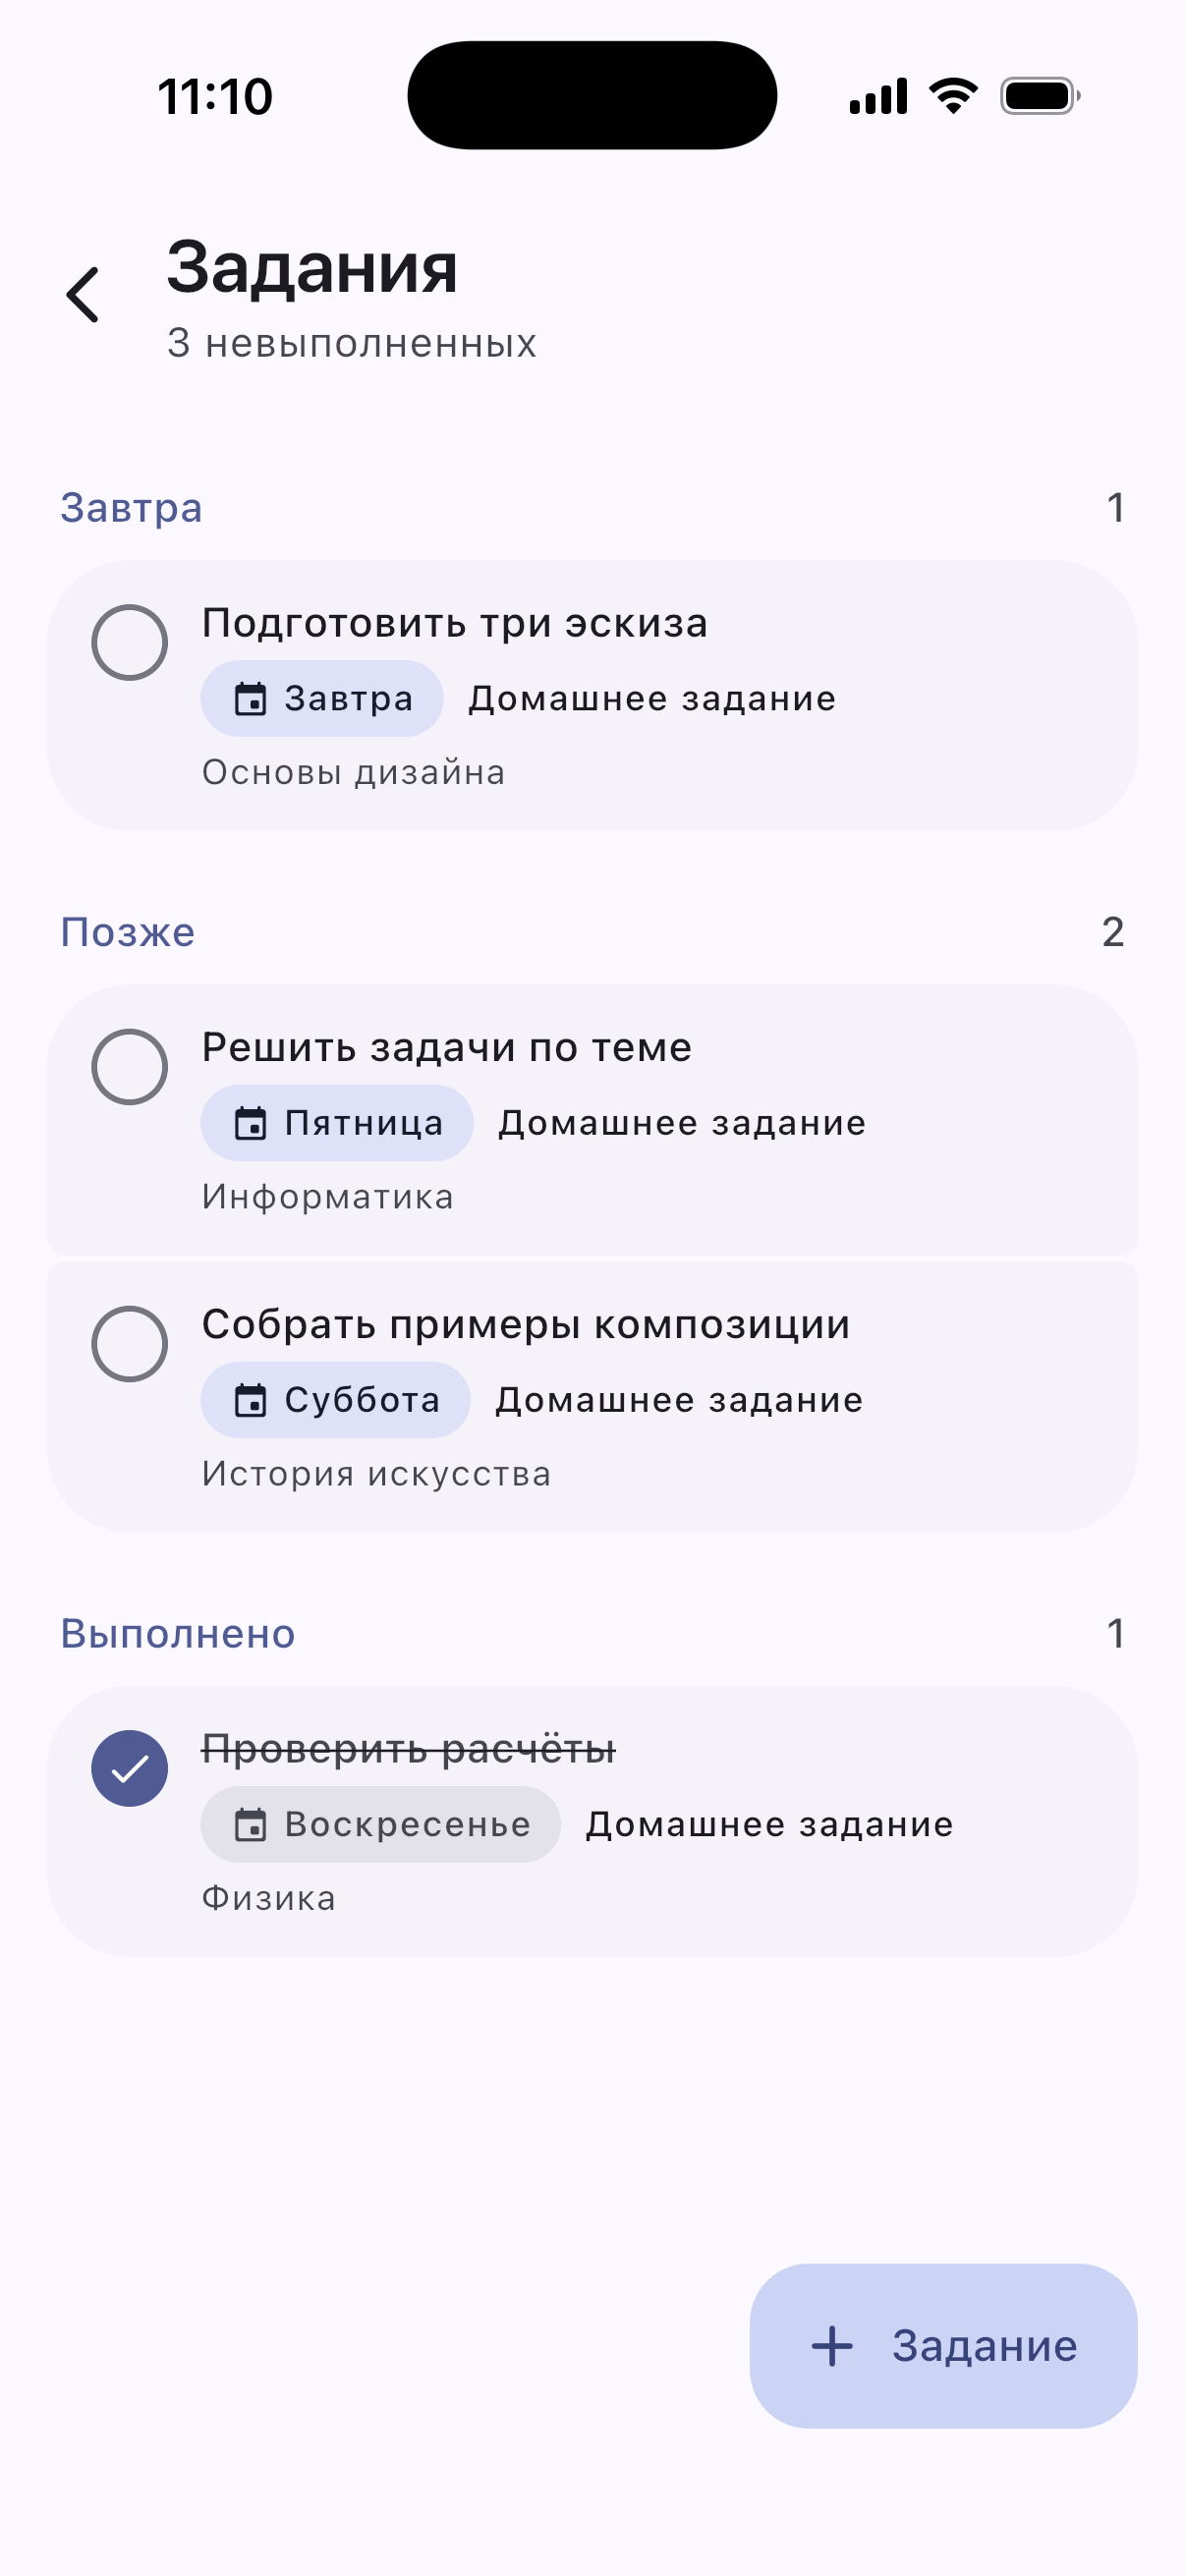 11:10
Задания
3 невыполненных
Завтра 1
Подготовить три эскиза
Завтра Домашнее задание
Основы дизайна
Позже 2
Решить задачи по теме
Пятница Домашнее задание
Информатика
Собрать примеры композиции
Суббота Домашнее задание
История искусства
Выполнено 1
Проверить расчёты
Воскресенье Домашнее задание
Физика
+ Задание